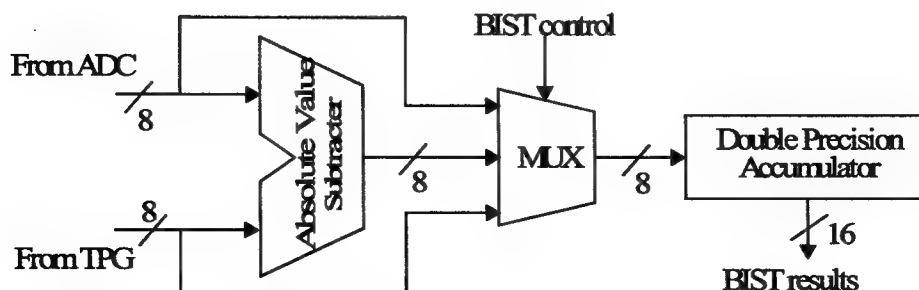 BIST control
From ADC
8
Absolute Value
Subtracter
8
MUX
8
Double Precision
Accumulator
8
From TPG
16
BIST results